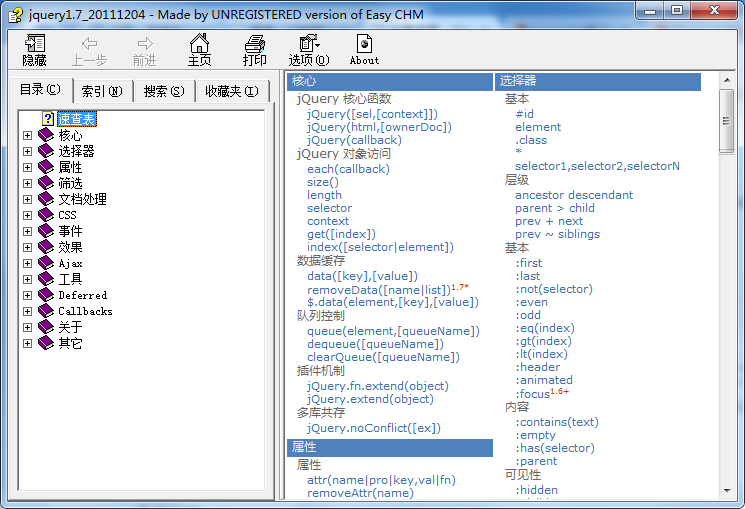 jquery1.7_20111204 - Made by UNREGISTERED version of Easy CHM
隐藏
上一步
前进
主页
打印
选项(O)
About
目录(C)
索引(N)
搜索(S)
收藏夹(I)
速查表
核心
选择器
属性
筛选
文档处理
CSS
事件
效果
Ajax
工具
Deferred
Callbacks
关于
其它
核心
jQuery 核心函数
jQuery([sel,[context]])
jQuery(html,[ownerDoc])
jQuery(callback)
jQuery 对象访问
each(callback)
size()
length
selector
context
get([index])
index([selector|element])
数据缓存
data([key],[value])
removeData([name|list])1.7*
$.data(element,[key],[value])
队列控制
queue(element,[queueName])
dequeue([queueName])
clearQueue([queueName])
插件机制
jQuery.fn.extend(object)
jQuery.extend(object)
多库共存
jQuery.noConflict([ex])
属性
属性
attr(name|pro|key,val|fn)
removeAttr(name)
选择器
基本
#id
element
.class
*
selector1,selector2,selectorN
层级
ancestor descendant
parent > child
prev + next
prev ~ siblings
基本
:first
:last
:not(selector)
:even
:odd
:eq(index)
:gt(index)
:lt(index)
:header
:animated
:focus1.6+
内容
:contains(text)
:empty
:has(selector)
:parent
可见性
:hidden